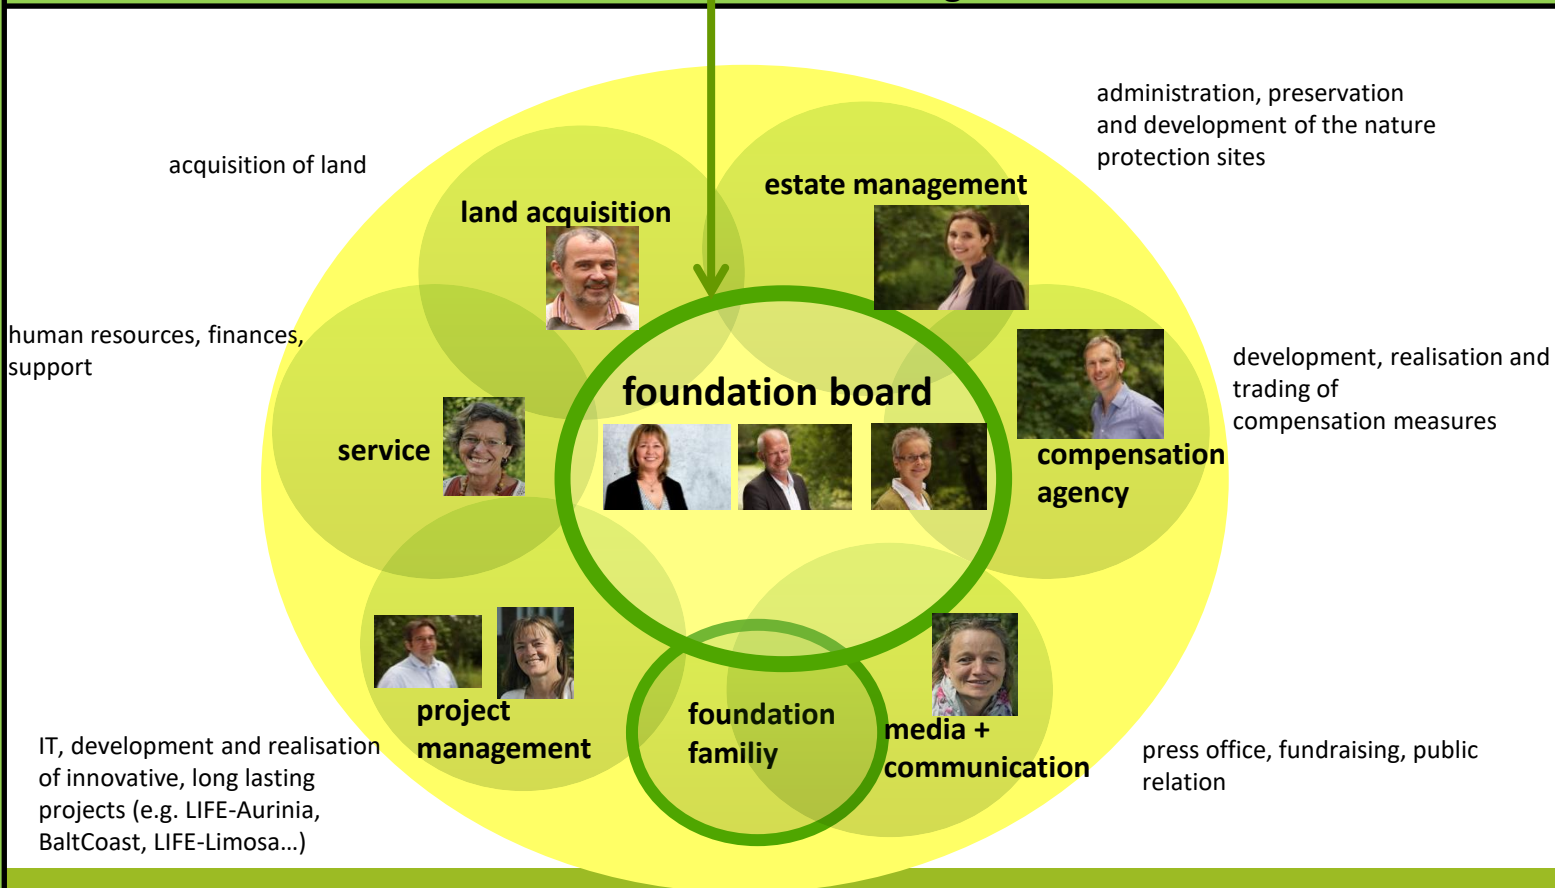 administration, preservation
and development of the nature
protection sites
acquisition of land
estate management
land acquisition
human resources, finances,
support
development, realisation and
trading of
compensation measures
foundation board
service
compensation
agency
project
management
foundation
familiy
media +
communication
IT, development and realisation
of innovative, long lasting
projects (e.g. LIFE-Aurinia,
BaltCoast, LIFE-Limosa...)
press office, fundraising, public
relation